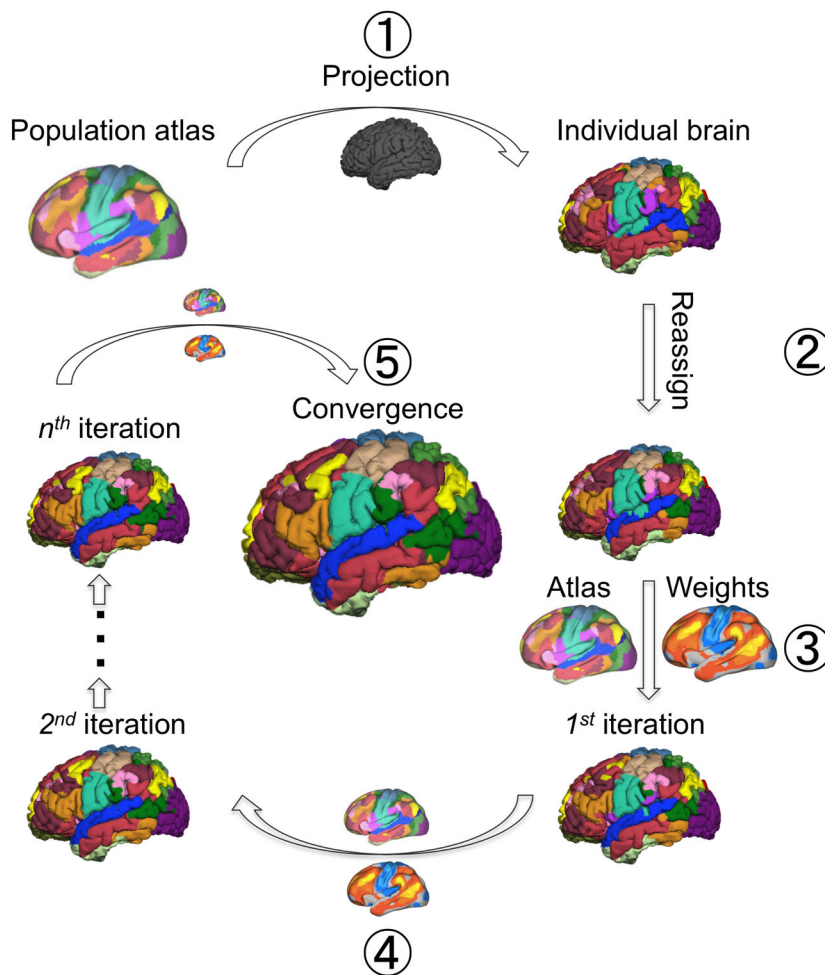 ①
Projection
Population atlas
Individual brain
Reassign
②
⑤
Convergence
nth iteration
Atlas
Weights
③
1st iteration
2nd iteration
④